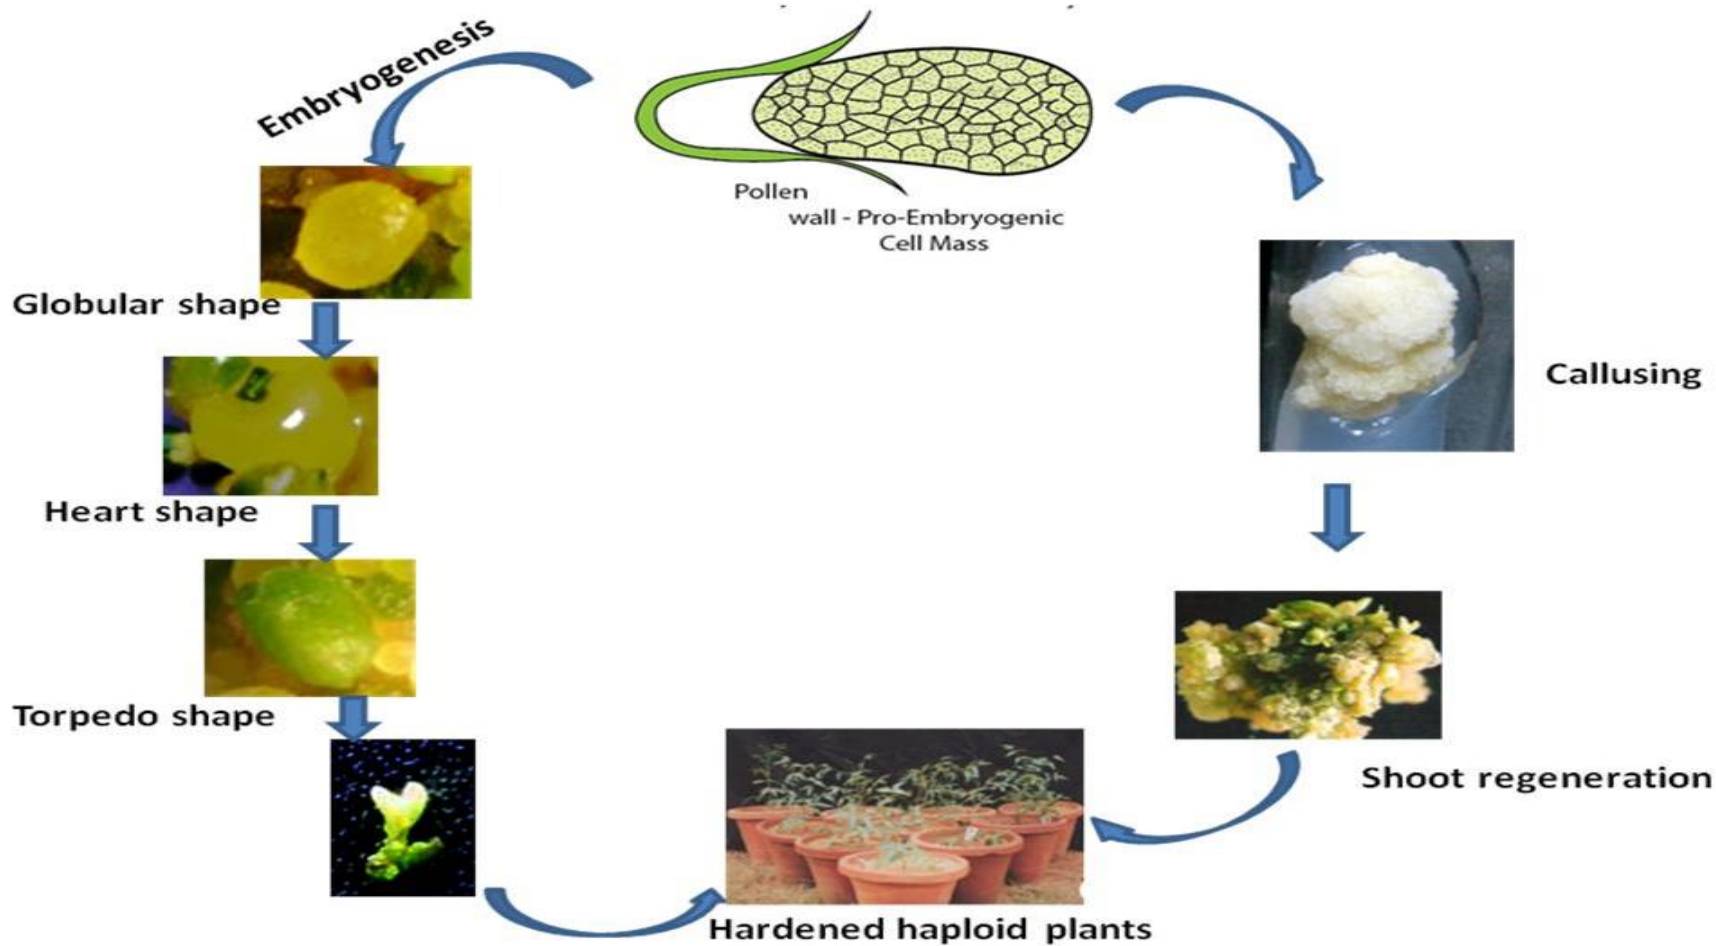 Embryogenesis
Pollen
wall - Pro-Embryogenic
Cell Mass
Globular shape
Heart shape
Callusing
Torpedo shape
Shoot regeneration
Hardened haploid plants